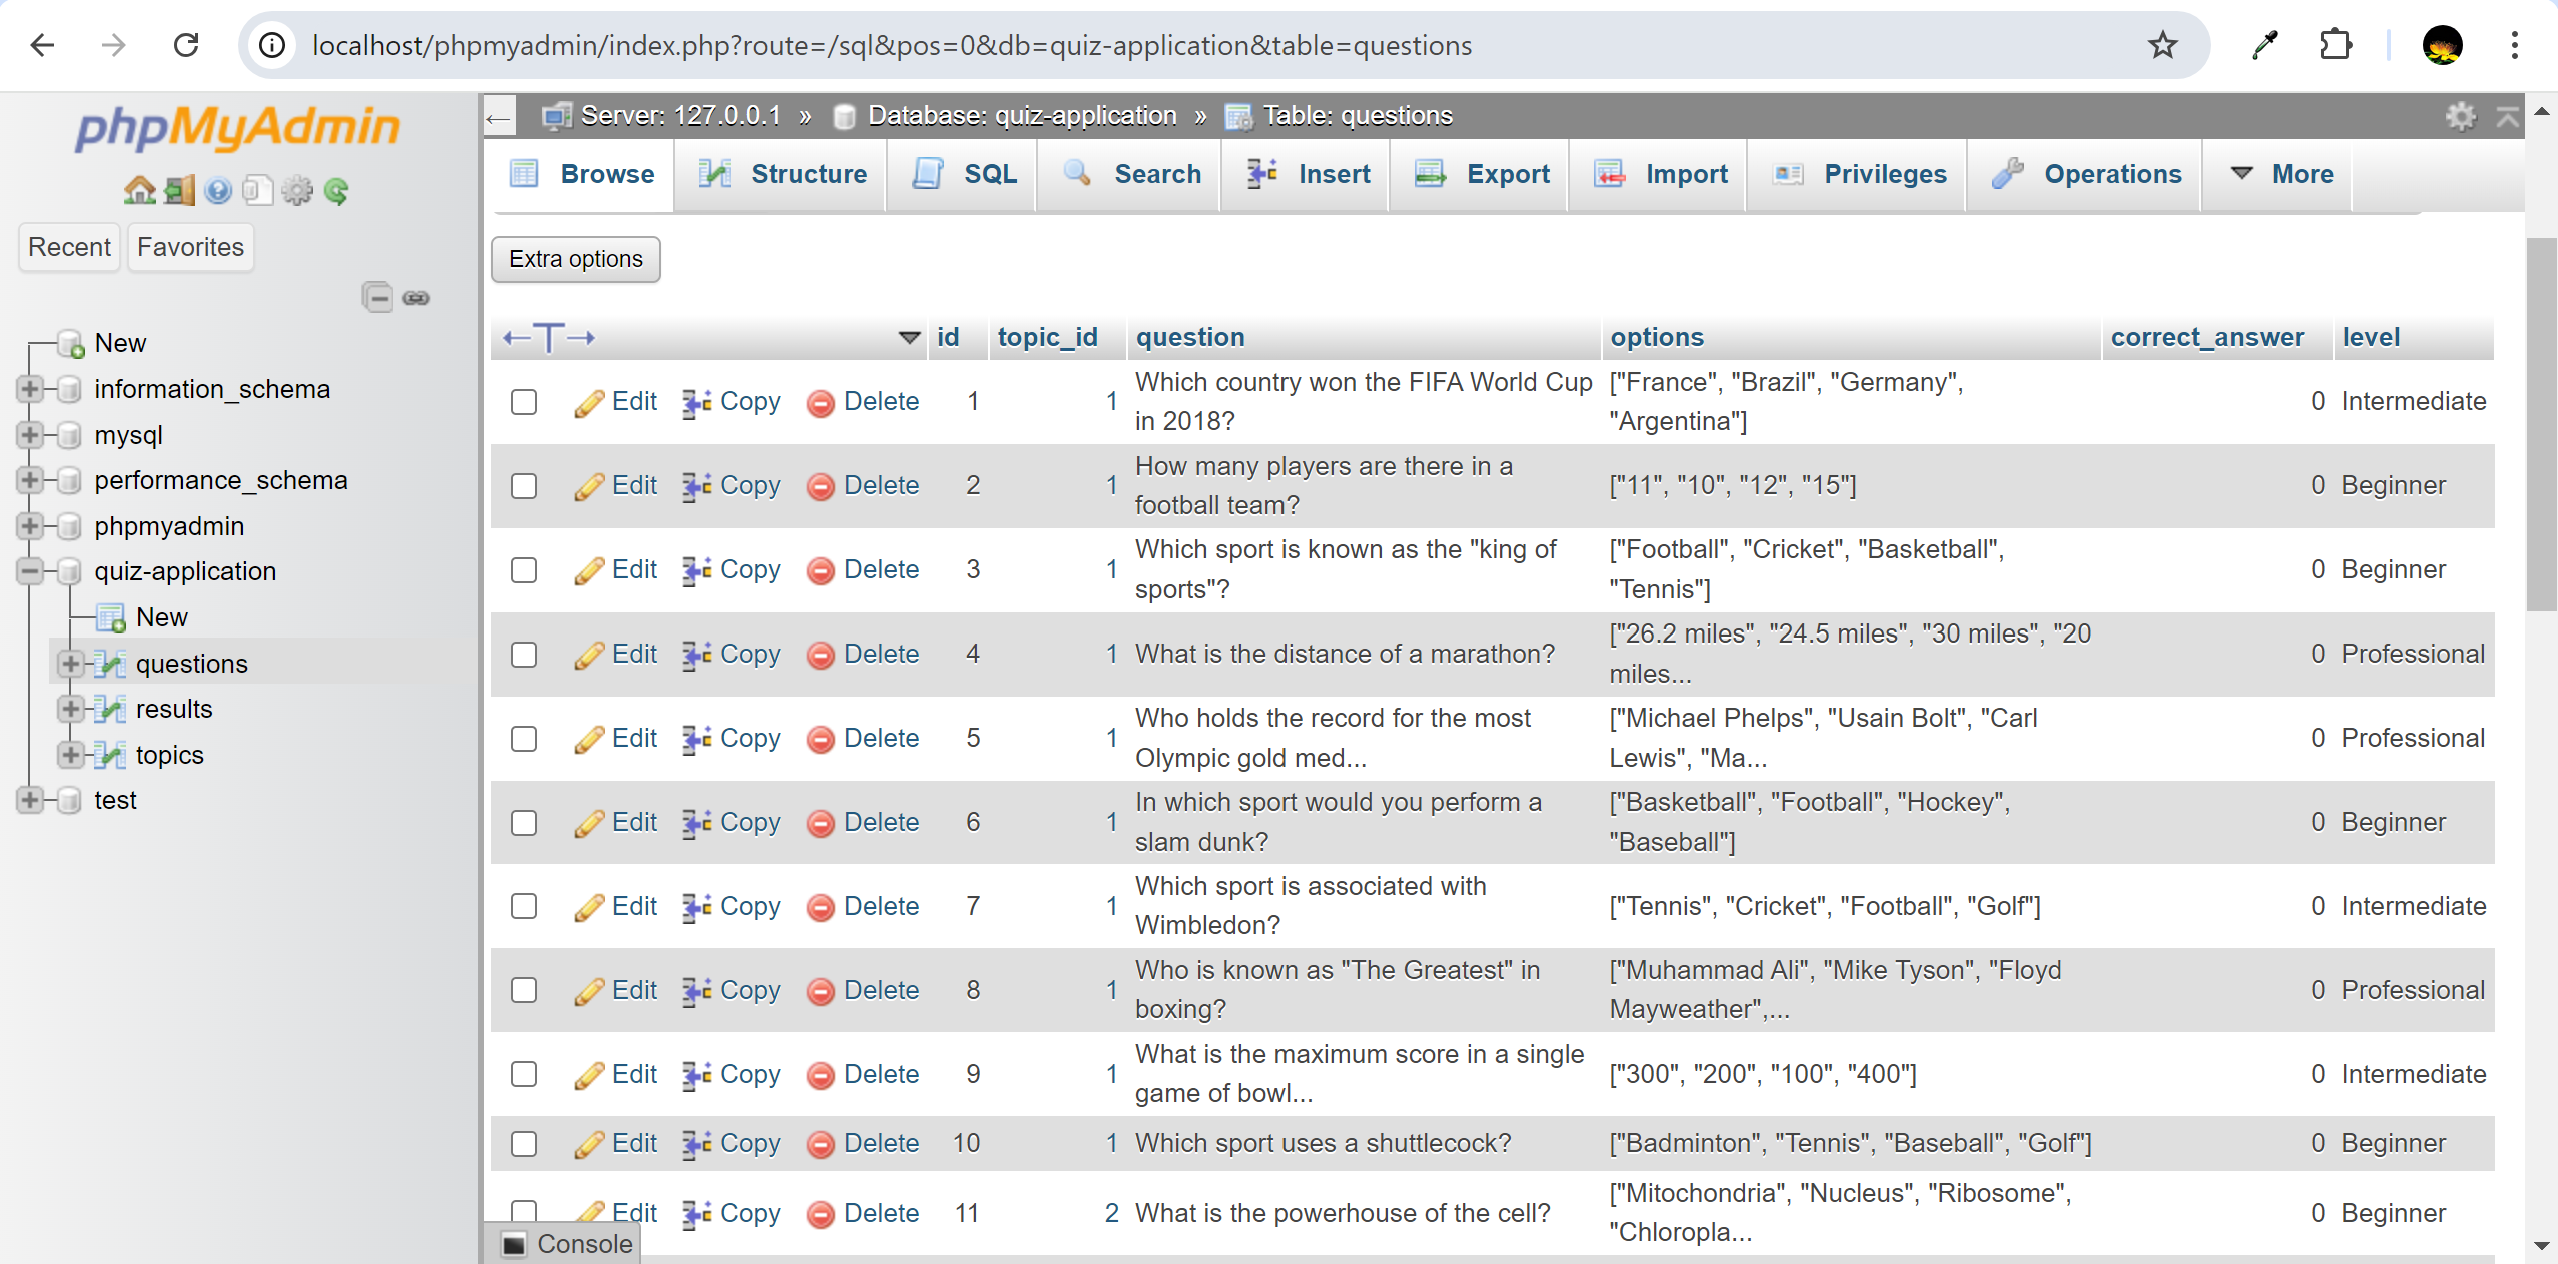 localhost/phpmyadmin/index.php?route=/sql&pos=0&db=quiz-application&table=questions
phpMyAdmin
Recent Favorites
New
information_schema
mysql
performance_schema
phpmyadmin
quiz-application
New
questions
results
topics
test
Server: 127.0.0.1 » Database: quiz-application » Table: questions
Browse Structure SQL Search Insert Export Import Privileges Operations More
Extra options
id topic_id question options correct_answer level
Edit Copy Delete 1 1 Which country won the FIFA World Cup in 2018? ["France", "Brazil", "Germany", "Argentina"] 0 Intermediate
Edit Copy Delete 2 1 How many players are there in a football team? ["11", "10", "12", "15"] 0 Beginner
Edit Copy Delete 3 1 Which sport is known as the "king of sports"? ["Football", "Cricket", "Basketball", "Tennis"] 0 Beginner
Edit Copy Delete 4 1 What is the distance of a marathon? ["26.2 miles", "24.5 miles", "30 miles", "20 miles... 0 Professional
Edit Copy Delete 5 1 Who holds the record for the most Olympic gold med... ["Michael Phelps", "Usain Bolt", "Carl Lewis", "Ma... 0 Professional
Edit Copy Delete 6 1 In which sport would you perform a slam dunk? ["Basketball", "Football", "Hockey", "Baseball"] 0 Beginner
Edit Copy Delete 7 1 Which sport is associated with Wimbledon? ["Tennis", "Cricket", "Football", "Golf"] 0 Intermediate
Edit Copy Delete 8 1 Who is known as "The Greatest" in boxing? ["Muhammad Ali", "Mike Tyson", "Floyd Mayweather",... 0 Professional
Edit Copy Delete 9 1 What is the maximum score in a single game of bowl... ["300", "200", "100", "400"] 0 Intermediate
Edit Copy Delete 10 1 Which sport uses a shuttlecock? ["Badminton", "Tennis", "Baseball", "Golf"] 0 Beginner
Edit Copy Delete 11 2 What is the powerhouse of the cell? ["Mitochondria", "Nucleus", "Ribosome", "Chloropla... 0 Beginner
Console